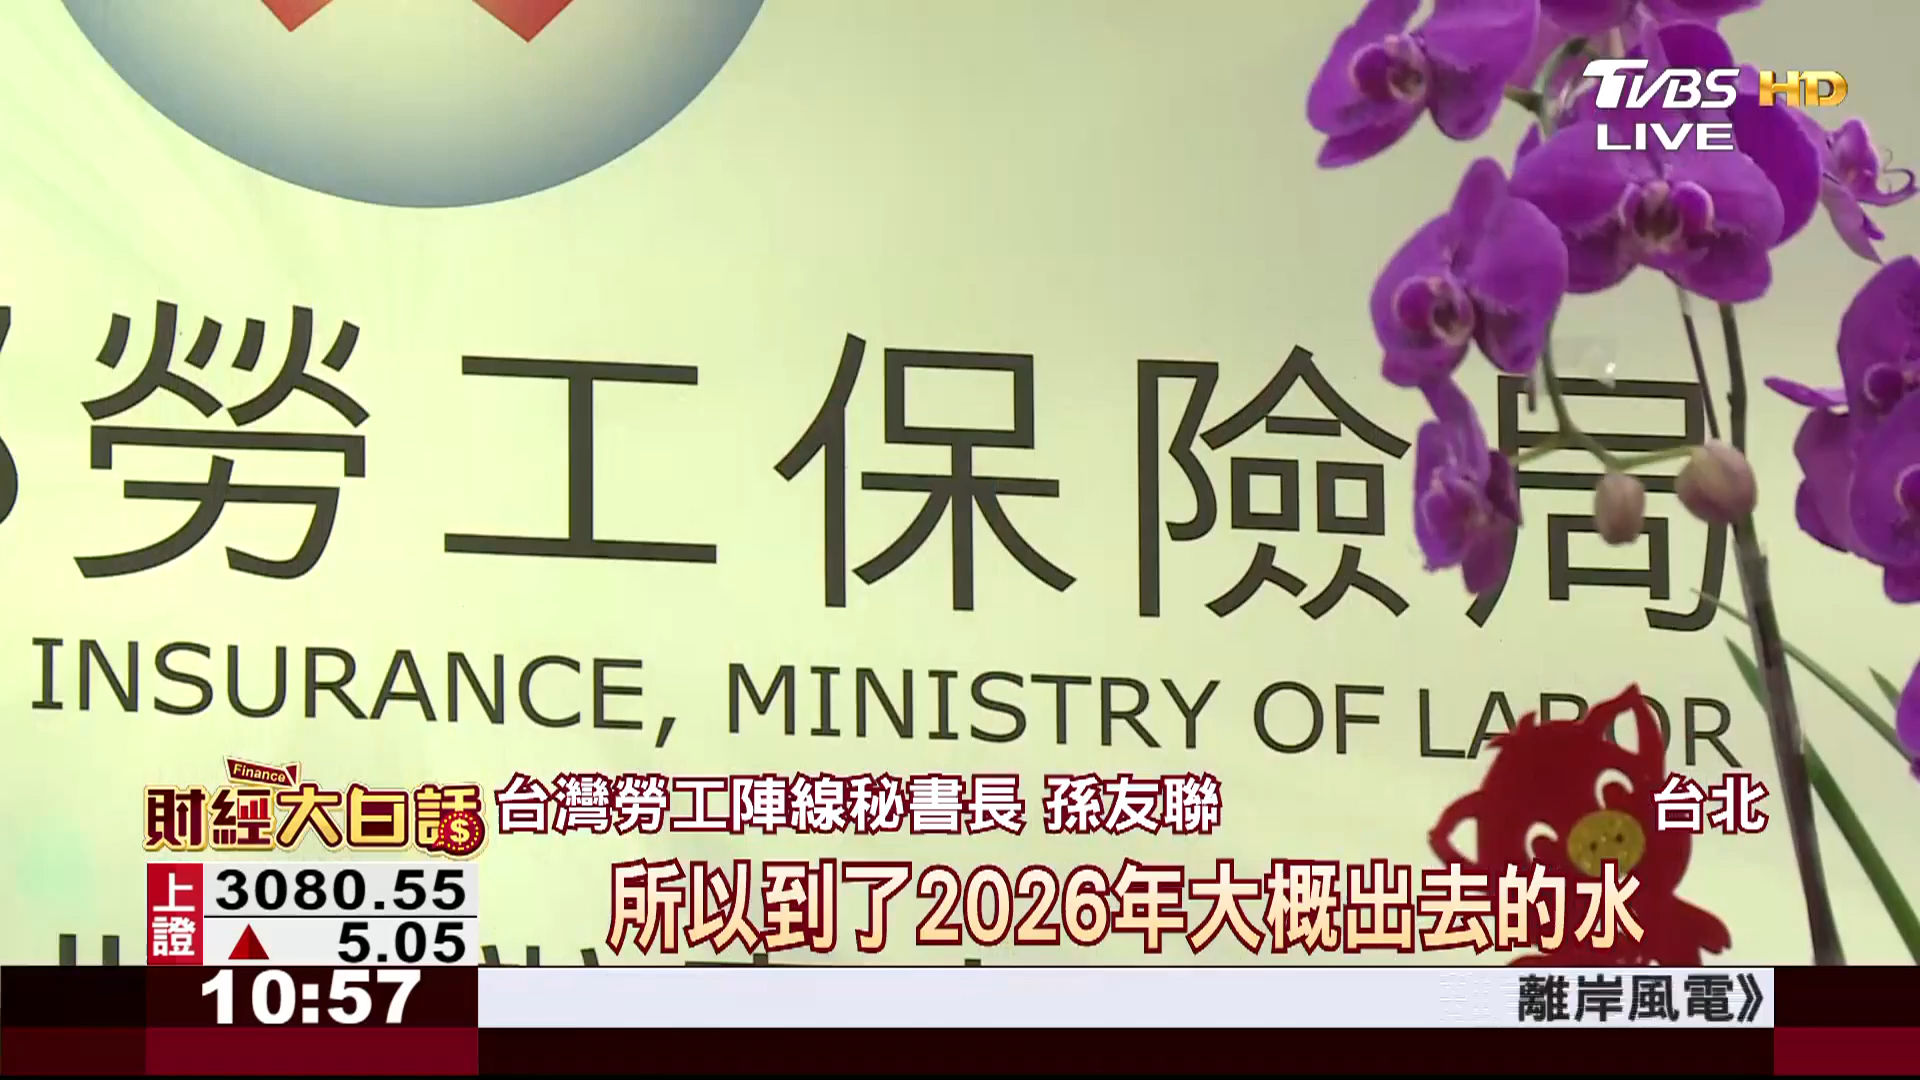 TVBS HD
LIVE
勞工保險局
INSURANCE, MINISTRY OF LABOR
Finance
財經大白話
台灣勞工陣線秘書長 孫友聯
台北
上證
3080.55
▲ 5.05
所以到了2026年大概出去的水
10:57
離岸風電》